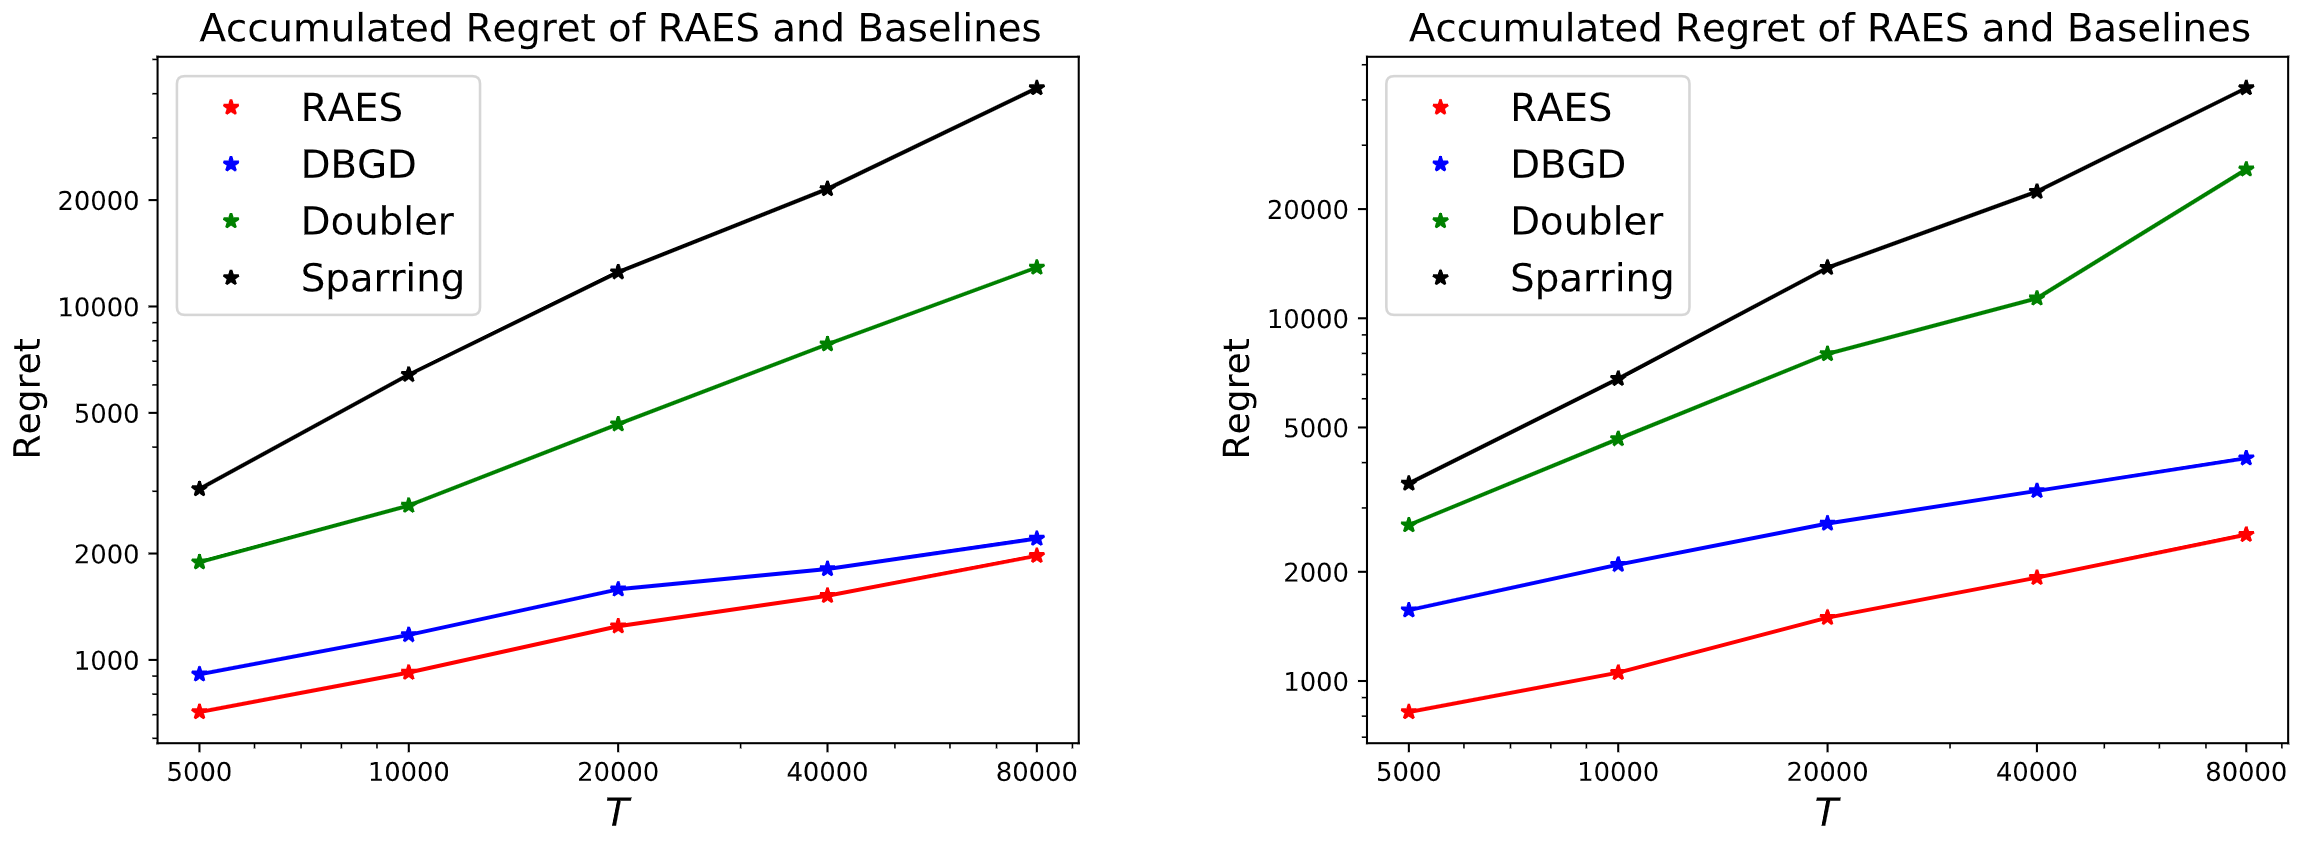 Accumulated Regret of RAES and Baselines
RAES
DBGD
Doubler
Sparring
20000
10000
5000
2000
1000
Regret
5000 10000 20000 40000 80000
T
Accumulated Regret of RAES and Baselines
RAES
DBGD
Doubler
Sparring
20000
10000
5000
2000
1000
Regret
5000 10000 20000 40000 80000
T